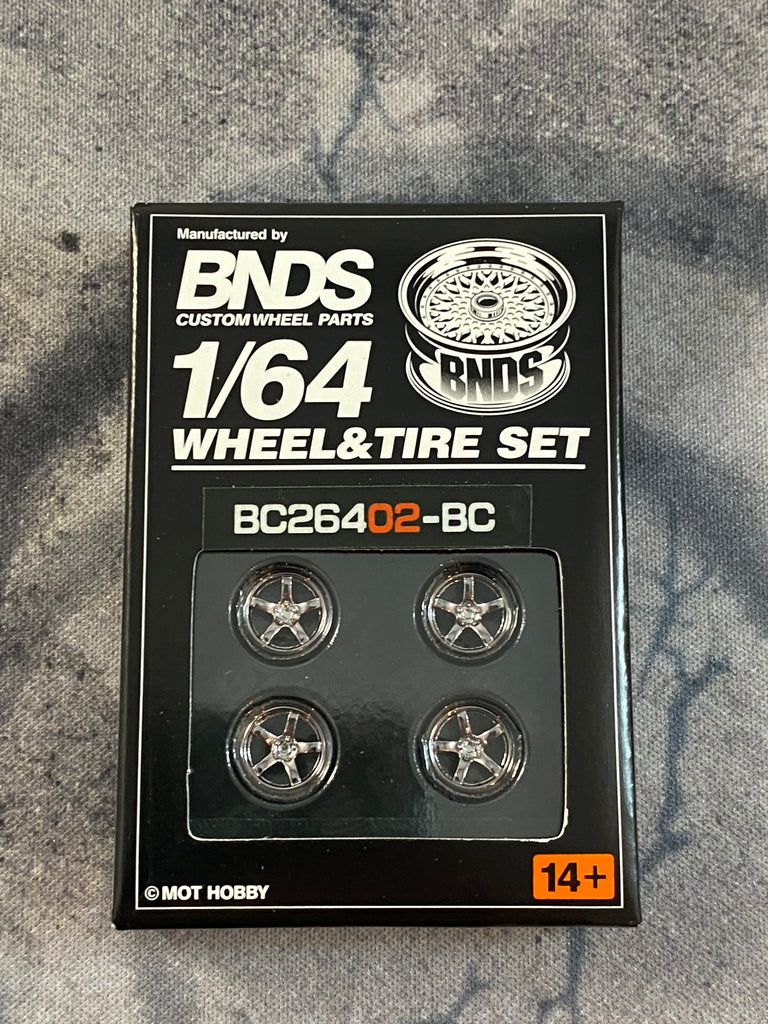 Manufactured by
BNDS
CUSTOM WHEEL PARTS
BNDS
1/64
WHEEL&TIRE SET
BC26402-BC
14+
©MOT HOBBY